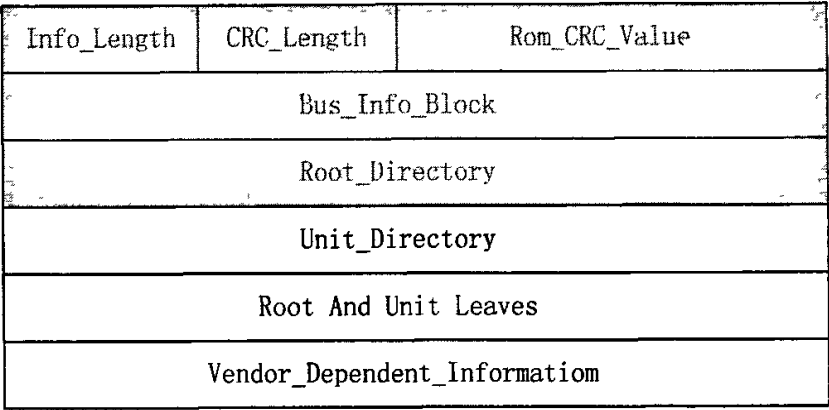 Info_Length CRC_Length Rom_CRC_Value
Bus_Info_Block
Root_Directory
Unit_Directory
Root And Unit Leaves
Vendor_Dependent_Informatiom